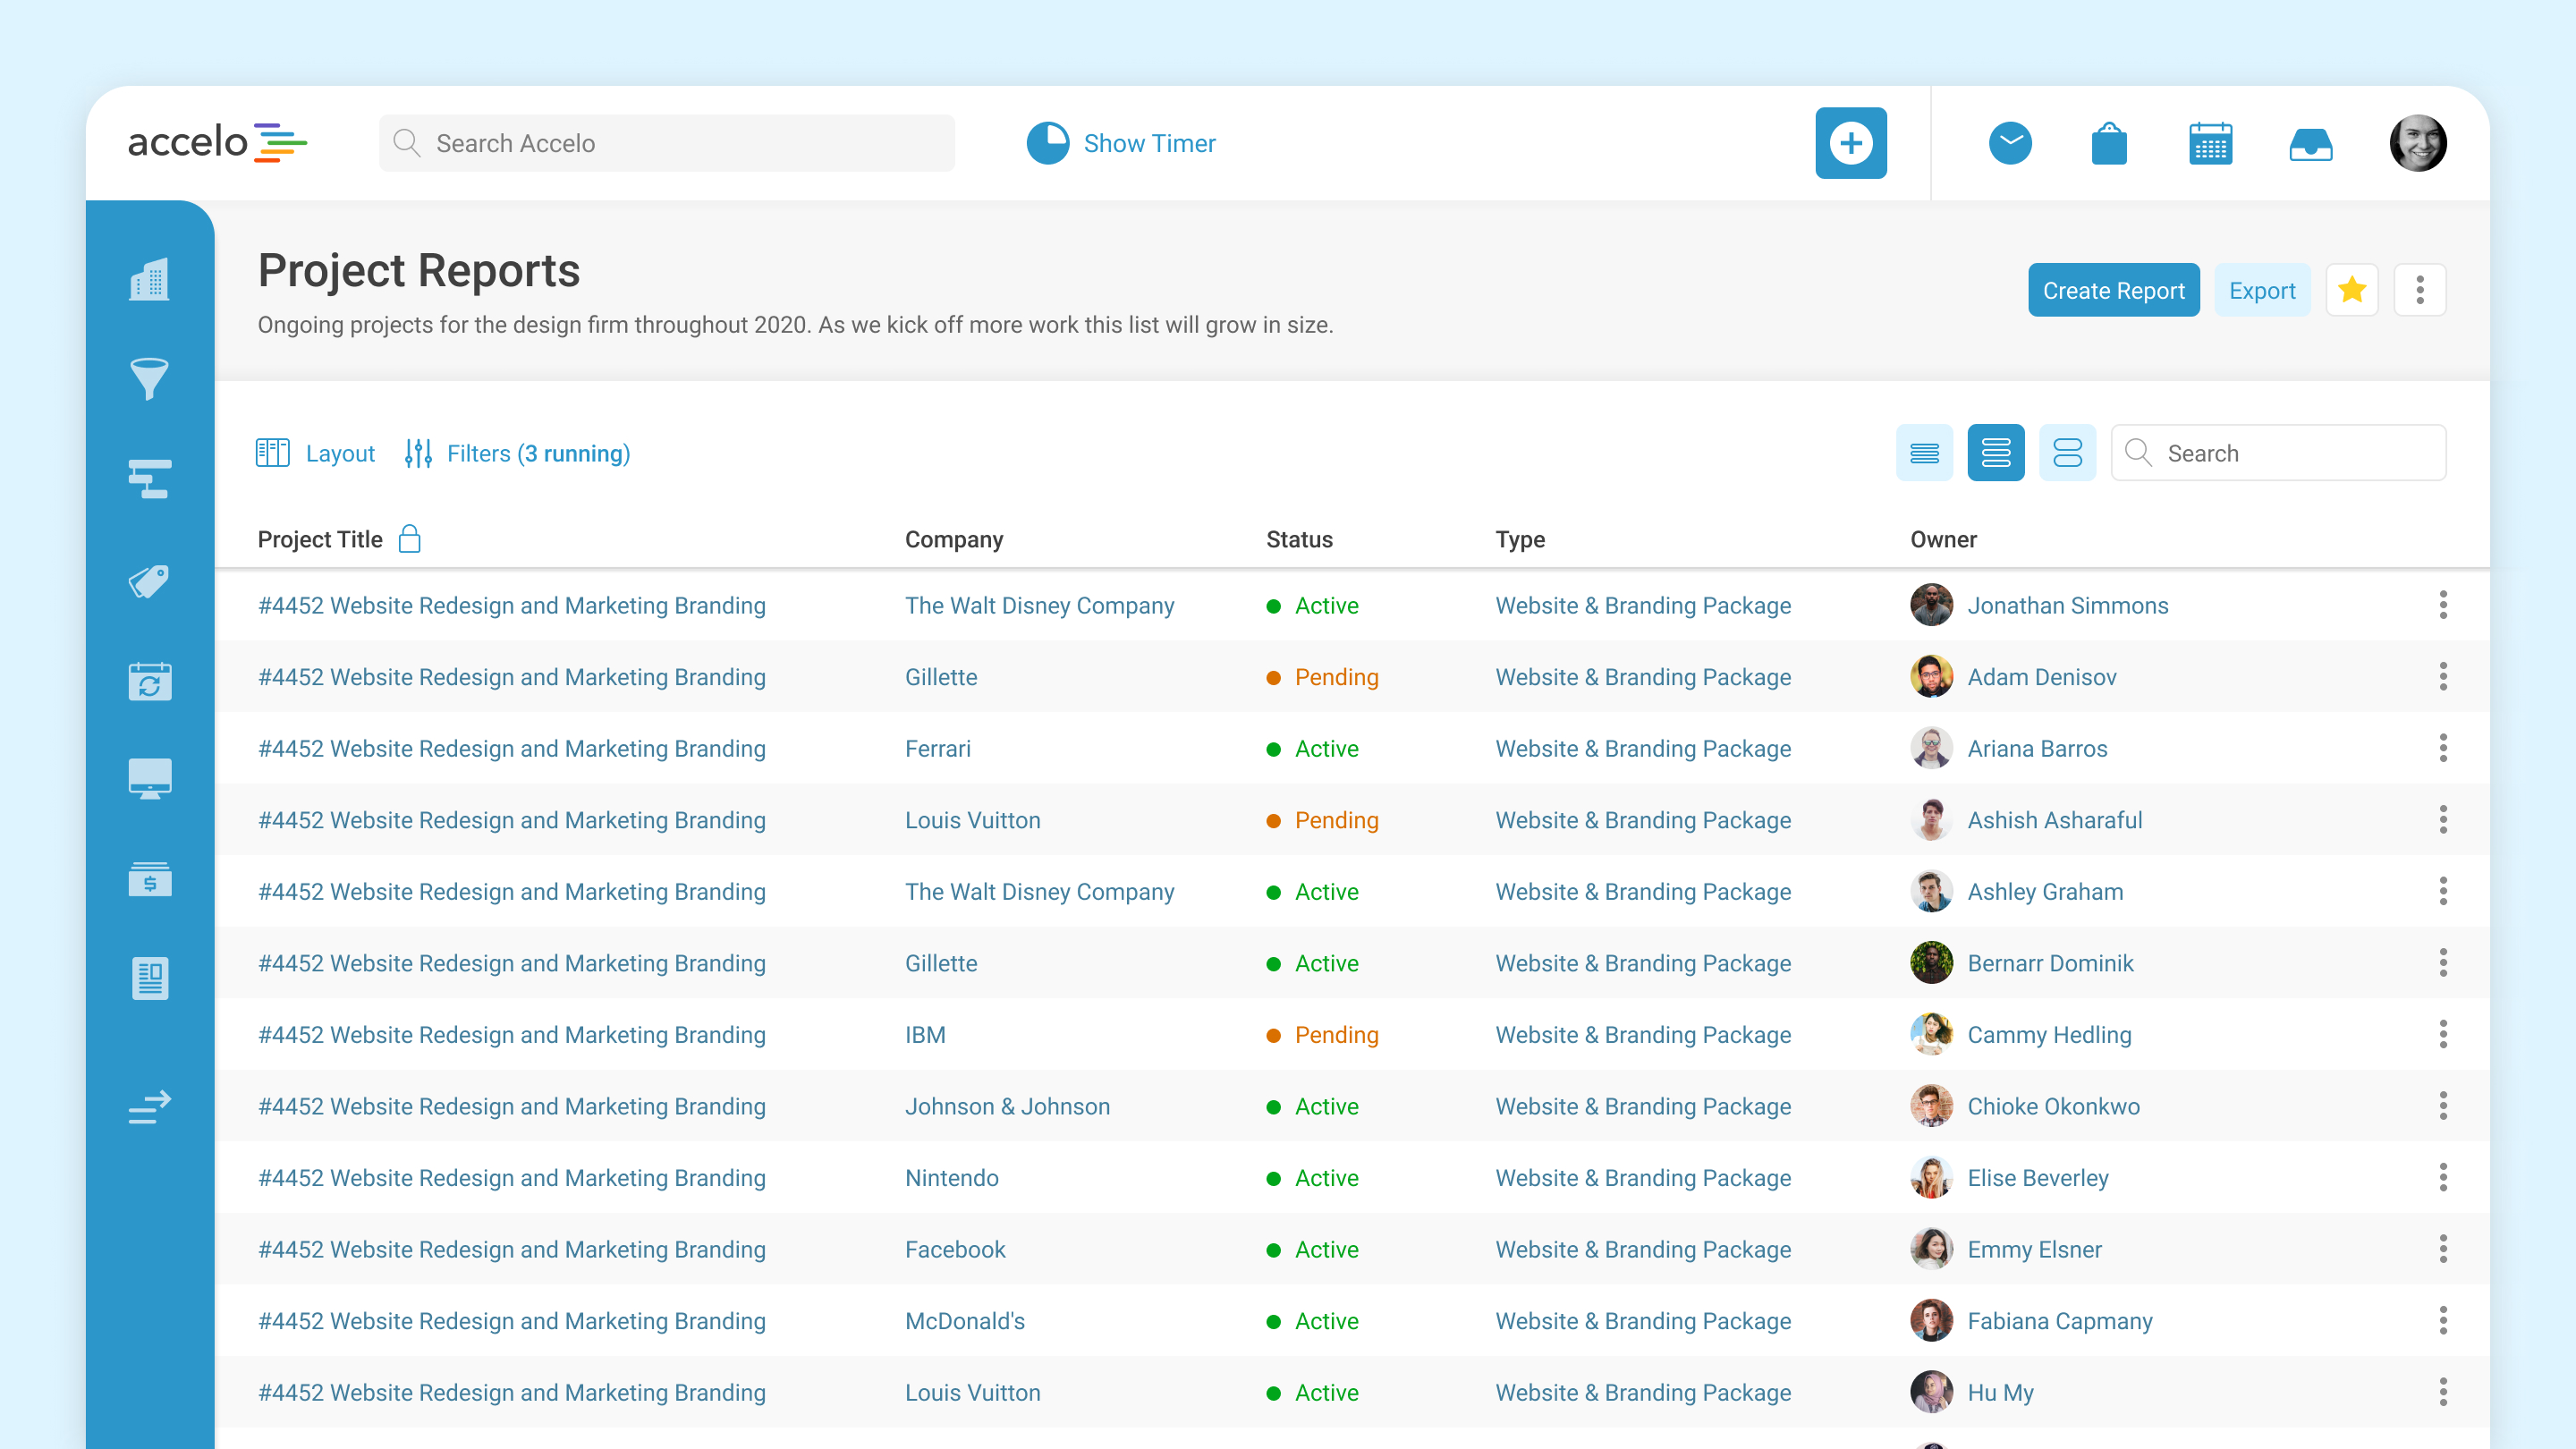 accelo
Search Accelo
Show Timer
Project Reports
Ongoing projects for the design firm throughout 2020. As we kick off more work this list will grow in size.
Create Report
Export
Layout
Filters (3 running)
Search
Project Title Company Status Type Owner
#4452 Website Redesign and Marketing Branding The Walt Disney Company Active Website & Branding Package Jonathan Simmons
#4452 Website Redesign and Marketing Branding Gillette Pending Website & Branding Package Adam Denisov
#4452 Website Redesign and Marketing Branding Ferrari Active Website & Branding Package Ariana Barros
#4452 Website Redesign and Marketing Branding Louis Vuitton Pending Website & Branding Package Ashish Asharaful
#4452 Website Redesign and Marketing Branding The Walt Disney Company Active Website & Branding Package Ashley Graham
#4452 Website Redesign and Marketing Branding Gillette Active Website & Branding Package Bernarr Dominik
#4452 Website Redesign and Marketing Branding IBM Pending Website & Branding Package Cammy Hedling
#4452 Website Redesign and Marketing Branding Johnson & Johnson Active Website & Branding Package Chioke Okonkwo
#4452 Website Redesign and Marketing Branding Nintendo Active Website & Branding Package Elise Beverley
#4452 Website Redesign and Marketing Branding Facebook Active Website & Branding Package Emmy Elsner
#4452 Website Redesign and Marketing Branding McDonald's Active Website & Branding Package Fabiana Capmany
#4452 Website Redesign and Marketing Branding Louis Vuitton Active Website & Branding Package Hu My